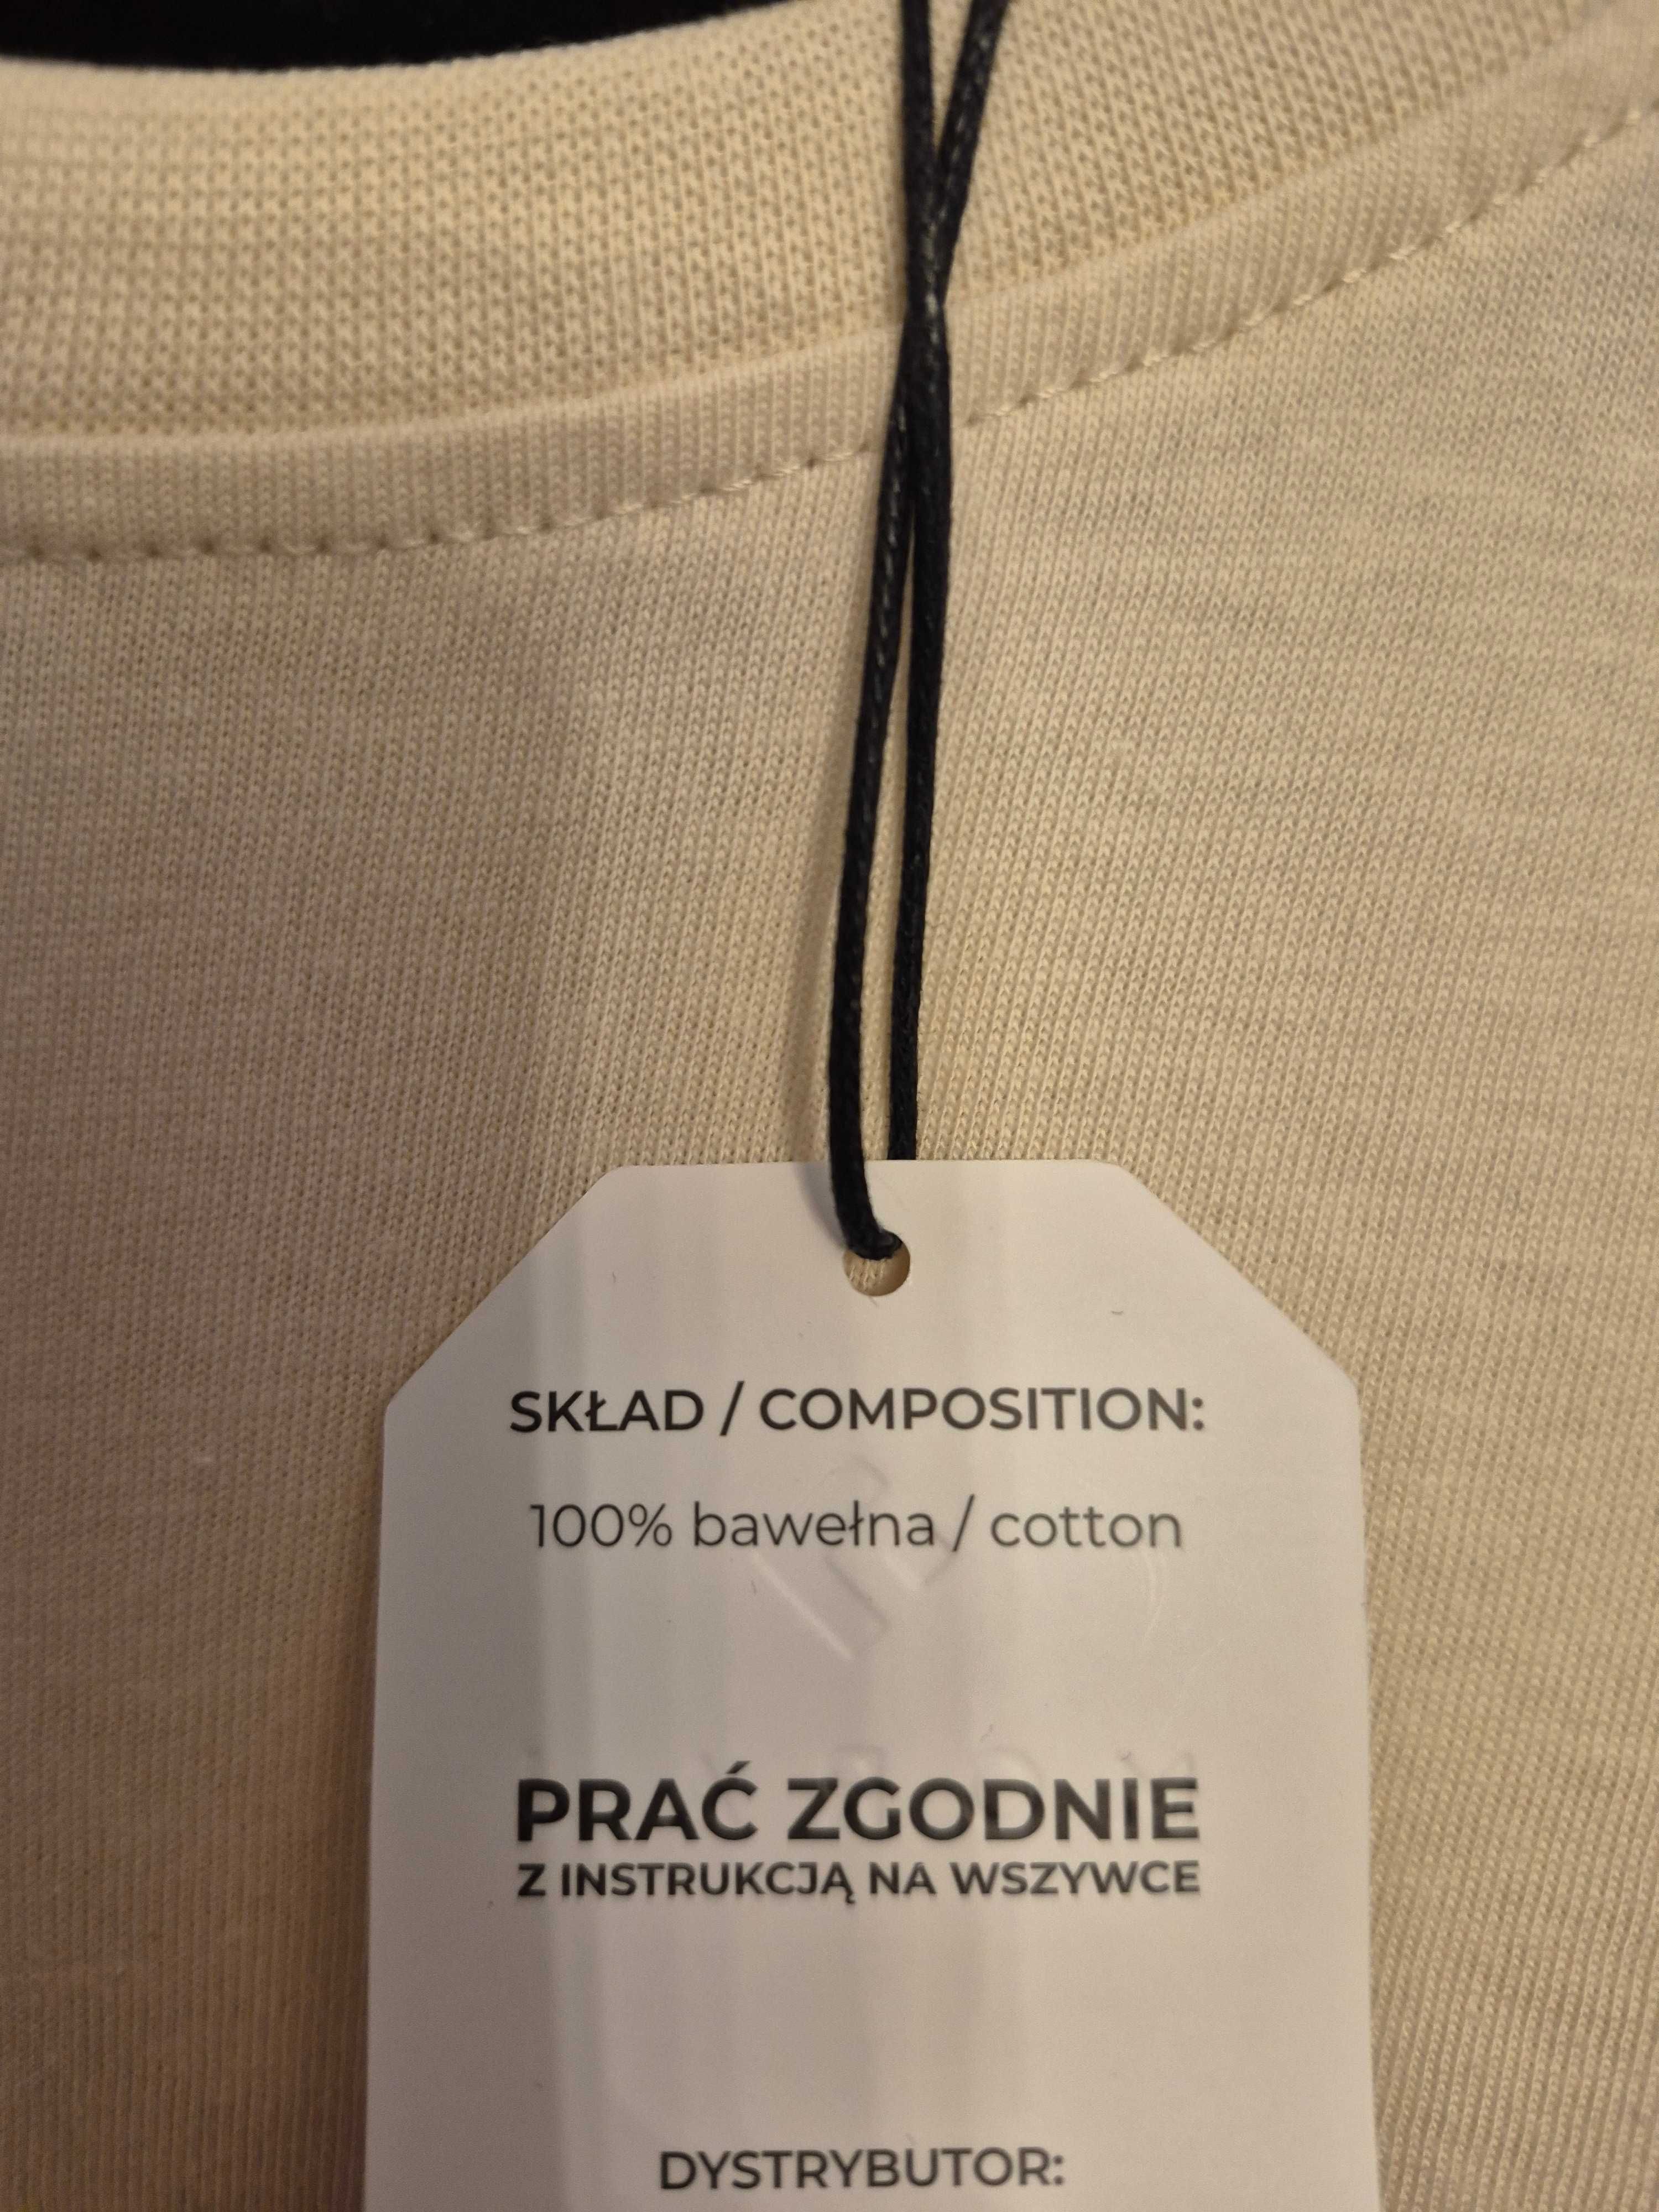 SKŁAD / COMPOSITION:
100% bawełna / cotton
PRAĆ ZGODNIE
Z INSTRUKCJĄ NA WSZYWCE
DYSTRYBUTOR: